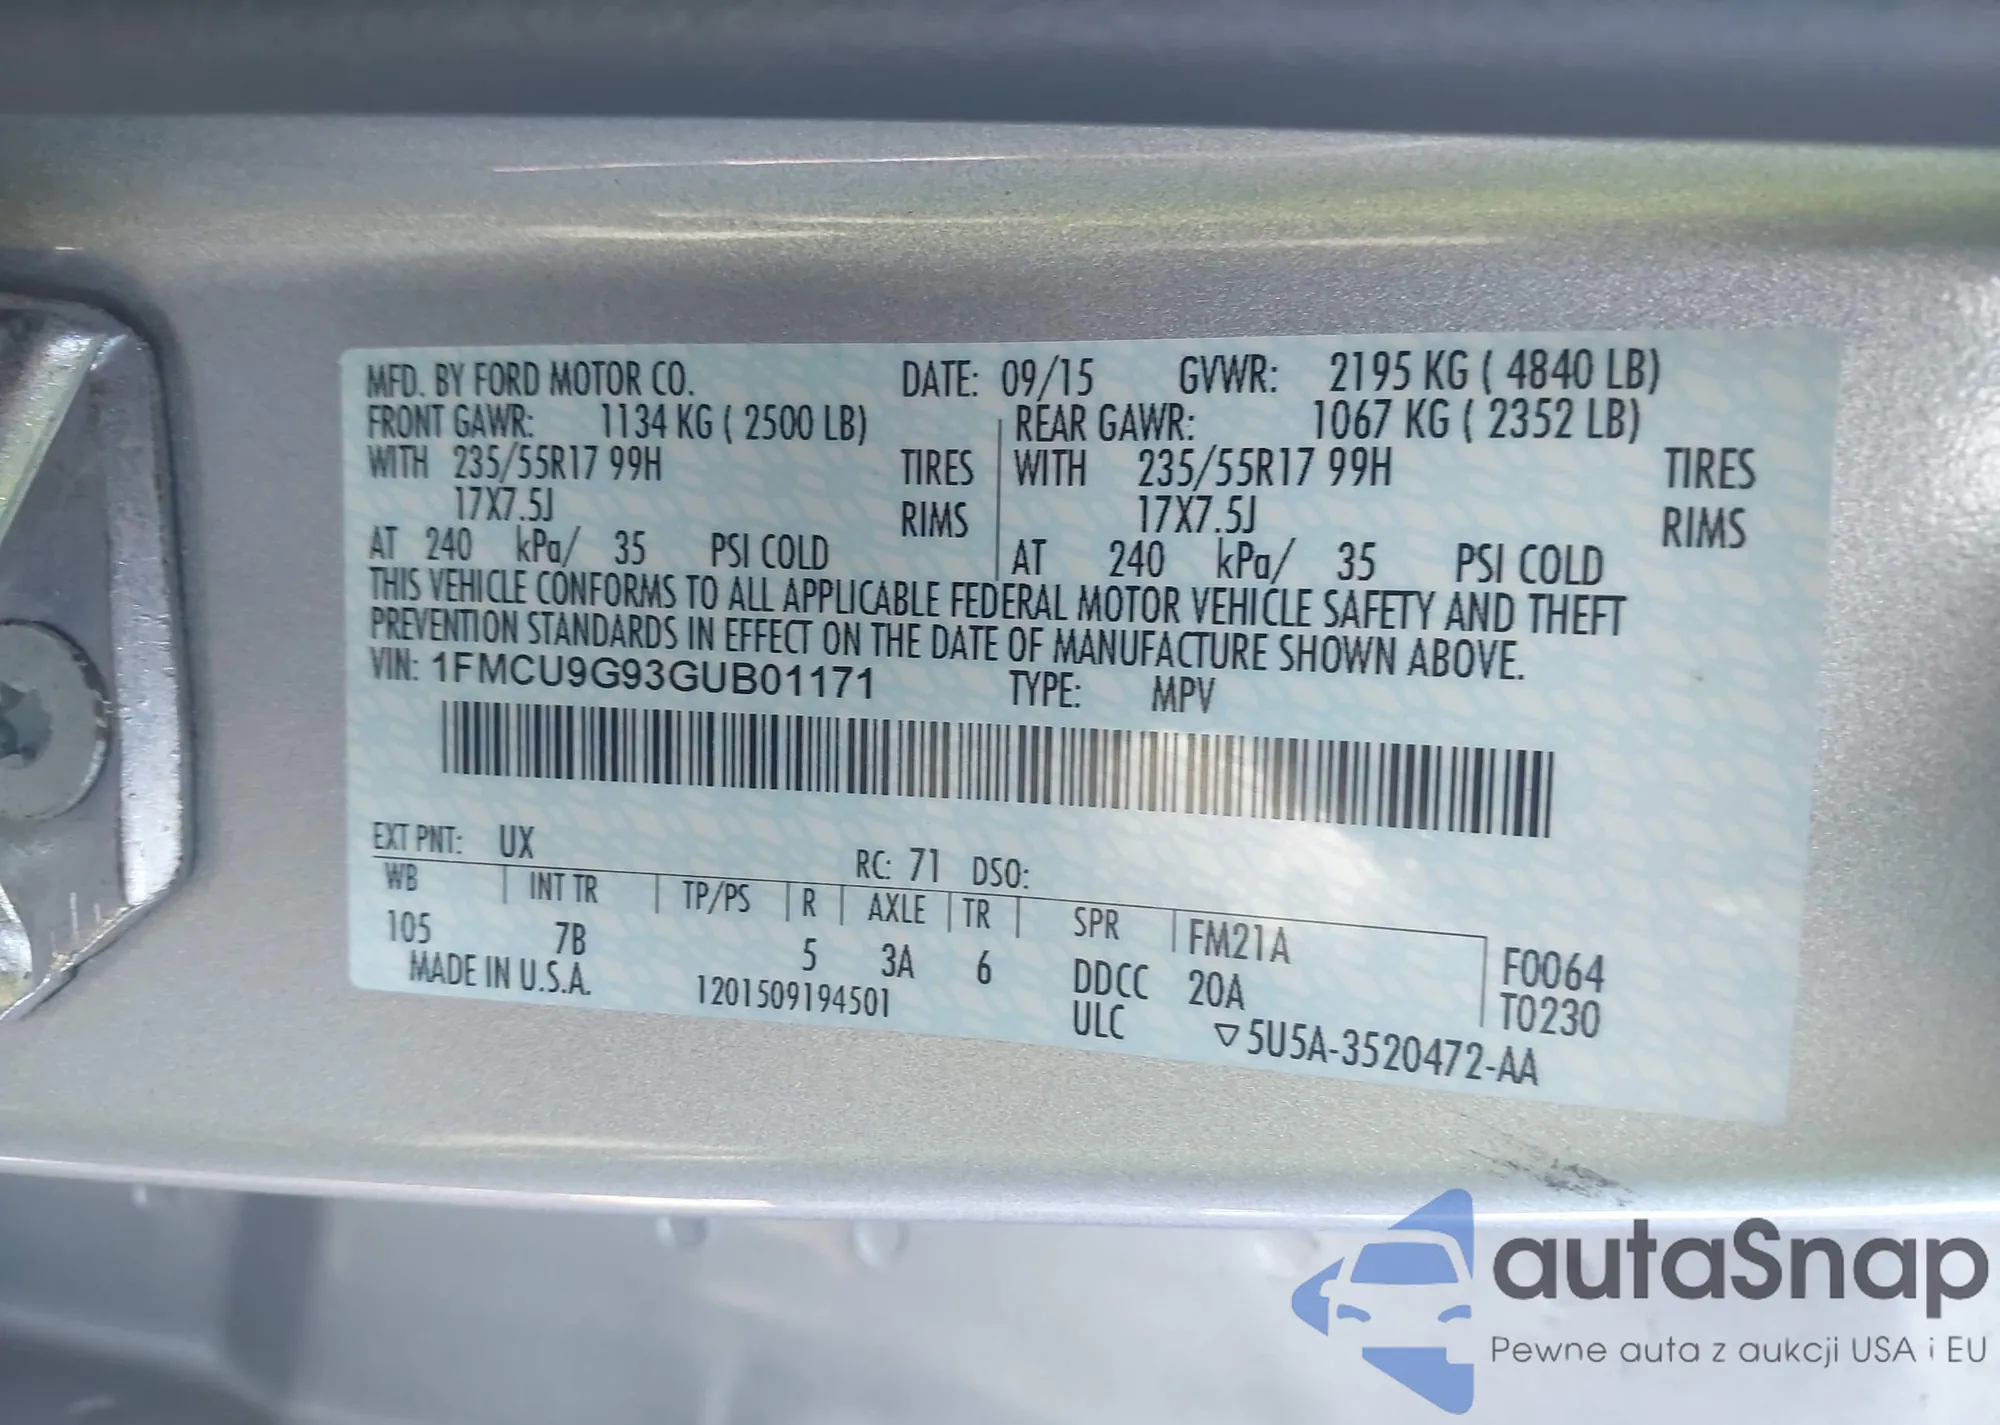 MFD. BY FORD MOTOR CO. DATE: 09/15 GVWR: 2195 KG ( 4840 LB)
FRONT GAWR: 1134 KG ( 2500 LB) REAR GAWR: 1067 KG ( 2352 LB)
WITH 235/55R17 99H TIRES WITH 235/55R17 99H TIRES
17X7.5J RIMS 17X7.5J RIMS
AT 240 kPa/ 35 PSI COLD AT 240 kPa/ 35 PSI COLD
THIS VEHICLE CONFORMS TO ALL APPLICABLE FEDERAL MOTOR VEHICLE SAFETY AND THEFT
PREVENTION STANDARDS IN EFFECT ON THE DATE OF MANUFACTURE SHOWN ABOVE.
VIN: 1FMCU9G93GUB01171 TYPE: MPV
EXT PNT: UX RC: 71 DSO:
WB INT TR TP/PS R AXLE TR SPR FM21A F0064
105 7B 5 3A 6 DDCC 20A T0230
MADE IN U.S.A. 1201509194501 ULC ▽5U5A-3520472-AA
autaSnap
Pewne auta z aukcji USA i EU